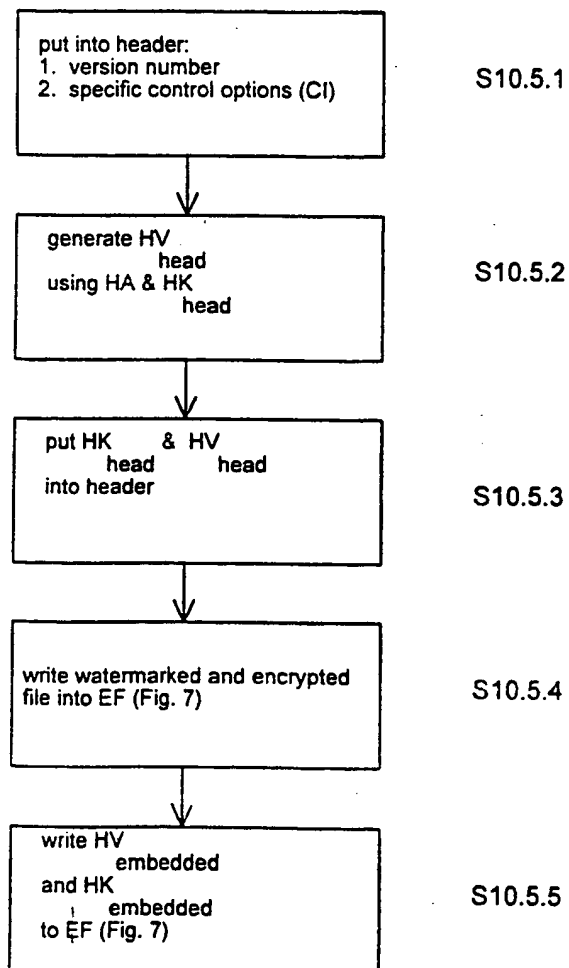 put into header:
1. version number
2. specific control options (CI)
S10.5.1
generate HV
head
using HA & HK
head
S10.5.2
put HK & HV
head head
into header
S10.5.3
write watermarked and encrypted
file into EF (Fig. 7)
S10.5.4
write HV
embedded
and HK
embedded
to EF (Fig. 7)
S10.5.5